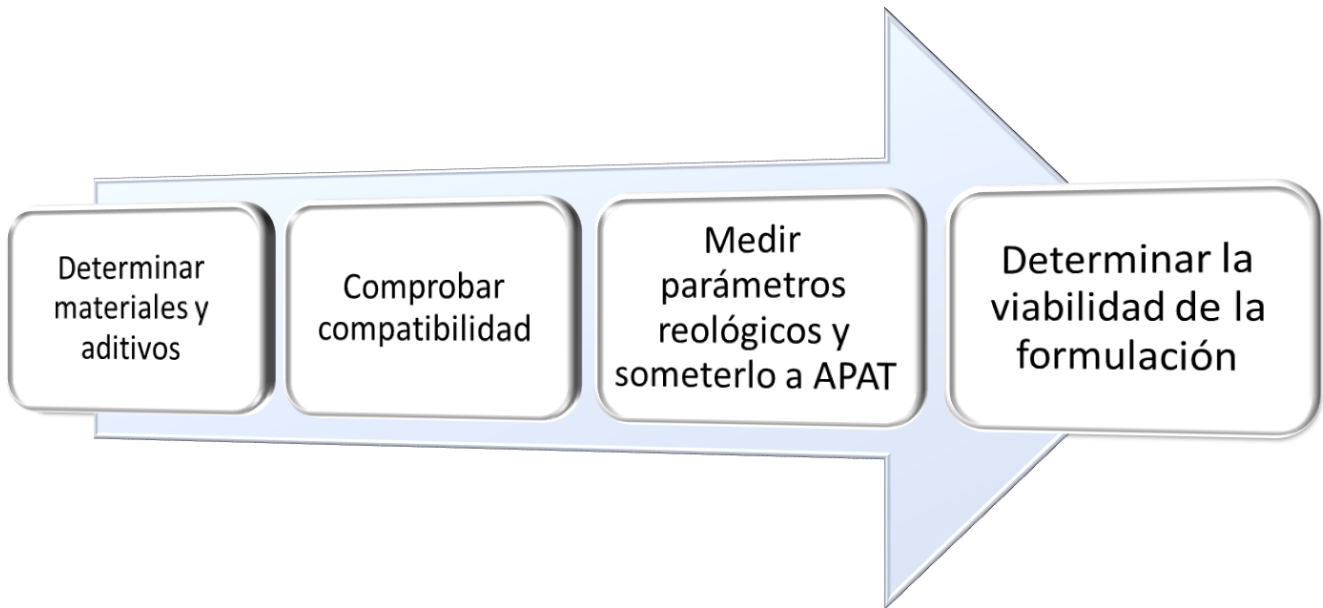 Determinar
materiales y
aditivos
Comprobar
compatibilidad
Medir
parámetros
reológicos y
someterlo a APAT
Determinar la
viabilidad de la
formulación